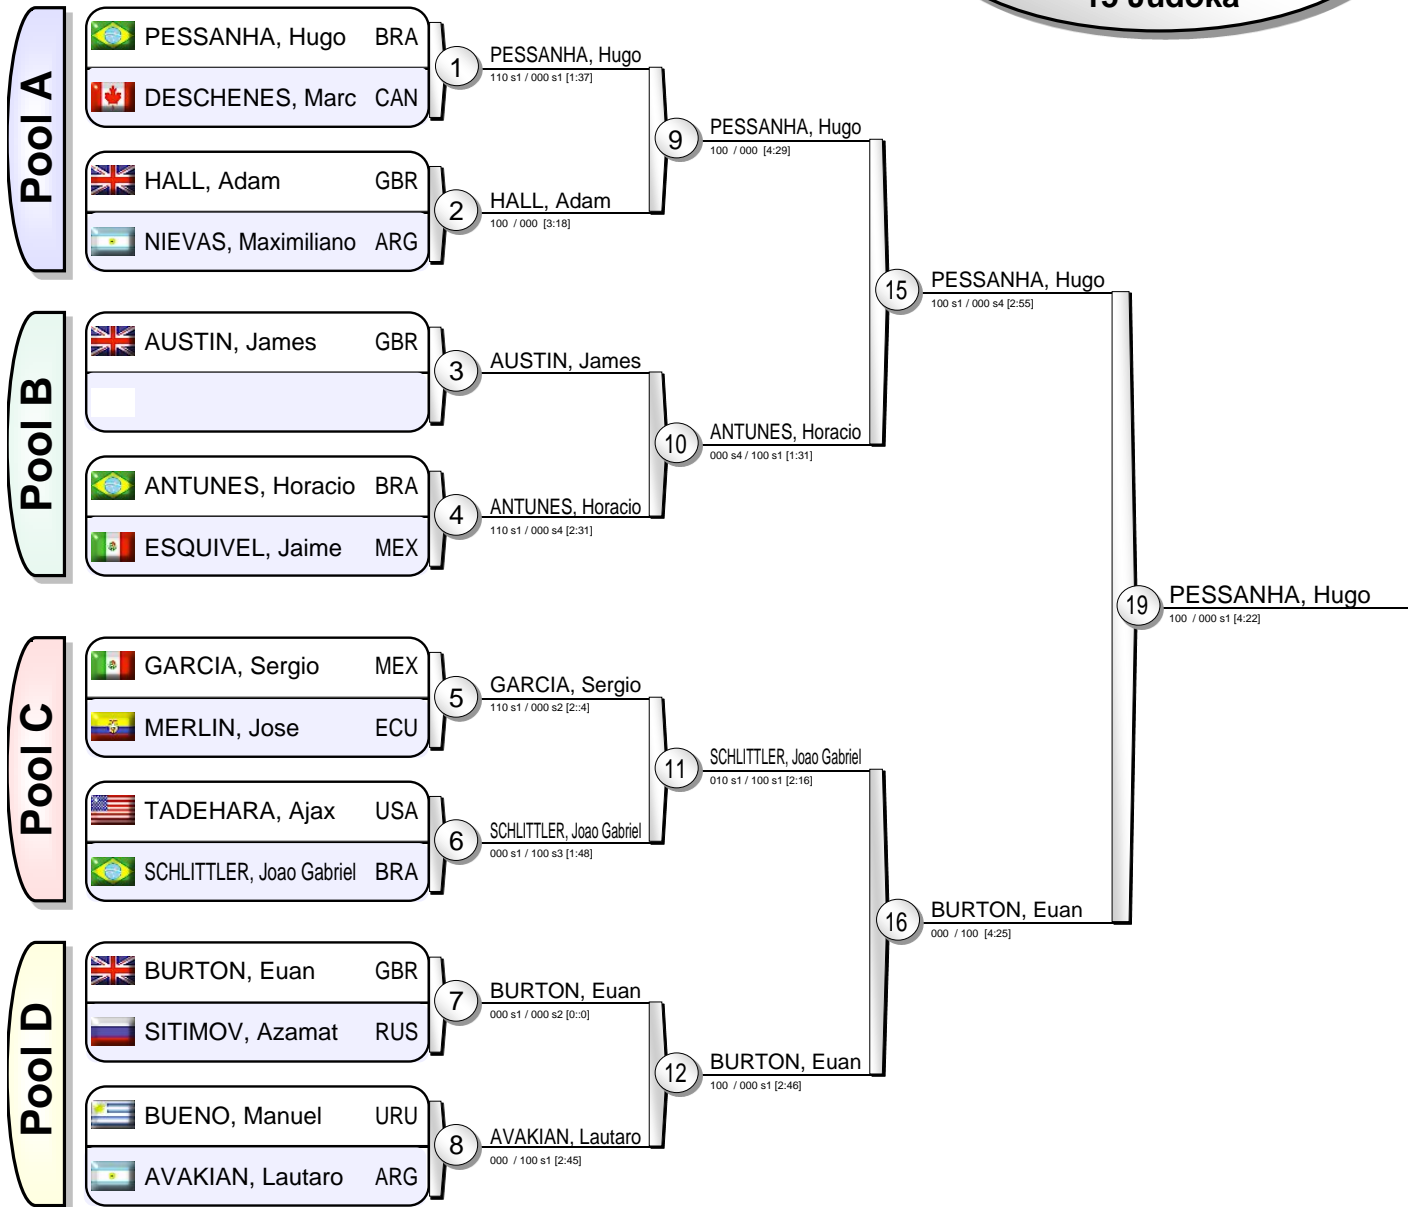 15 Judoka
Pool A
PESSANHA, Hugo BRA
DESCHENES, Marc CAN
HALL, Adam GBR
NIEVAS, Maximiliano ARG
1
PESSANHA, Hugo
110 s1 / 000 s1 [1:37]
2
HALL, Adam
100 / 000 [3:18]
9
PESSANHA, Hugo
100 / 000 [4:29]
Pool B
AUSTIN, James GBR
ANTUNES, Horacio BRA
ESQUIVEL, Jaime MEX
3
AUSTIN, James
4
ANTUNES, Horacio
110 s1 / 000 s4 [2:31]
10
ANTUNES, Horacio
000 s4 / 100 s1 [1:31]
15
PESSANHA, Hugo
100 s1 / 000 s4 [2:55]
Pool C
GARCIA, Sergio MEX
MERLIN, Jose ECU
TADEHARA, Ajax USA
SCHLITTLER, Joao Gabriel BRA
5
GARCIA, Sergio
110 s1 / 000 s2 [2::4]
6
SCHLITTLER, Joao Gabriel
000 s1 / 100 s3 [1:48]
11
SCHLITTLER, Joao Gabriel
010 s1 / 100 s1 [2:16]
Pool D
BURTON, Euan GBR
SITIMOV, Azamat RUS
BUENO, Manuel URU
AVAKIAN, Lautaro ARG
7
BURTON, Euan
000 s1 / 000 s2 [0::0]
8
AVAKIAN, Lautaro
000 / 100 s1 [2:45]
12
BURTON, Euan
100 / 000 s1 [2:46]
16
BURTON, Euan
000 / 100 [4:25]
19
PESSANHA, Hugo
100 / 000 s1 [4:22]